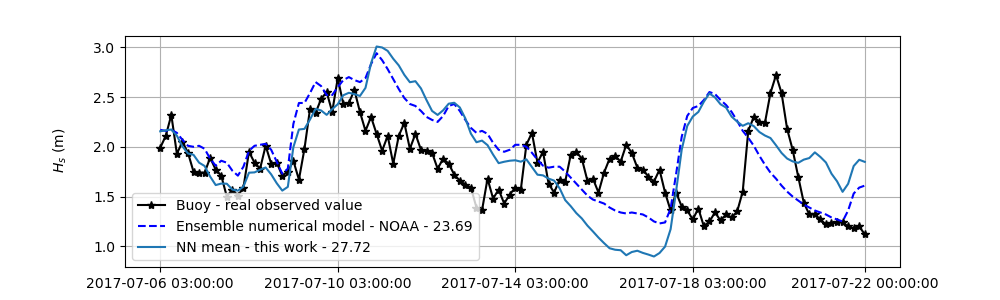 3.0
2.5
2.0
1.5
1.0
Hs (m)
Buoy - real observed value
Ensemble numerical model - NOAA - 23.69
NN mean - this work - 27.72
2017-07-06 03:00:00 2017-07-10 03:00:00 2017-07-14 03:00:00 2017-07-18 03:00:00 2017-07-22 00:00:00